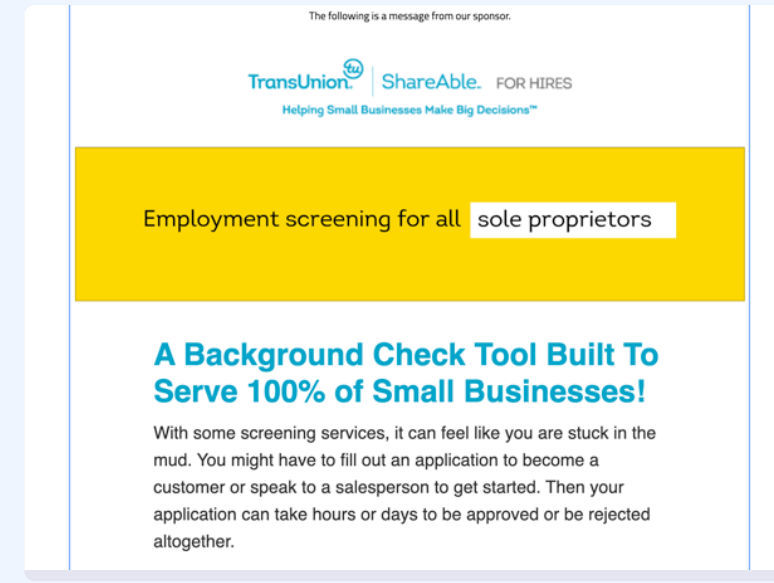 The following is a message from our sponsor.
TransUnion. tu ShareAble. FOR HIRES
Helping Small Businesses Make Big Decisions™
Employment screening for all sole proprietors
A Background Check Tool Built To
Serve 100% of Small Businesses!
With some screening services, it can feel like you are stuck in the
mud. You might have to fill out an application to become a
customer or speak to a salesperson to get started. Then your
application can take hours or days to be approved or be rejected
altogether.